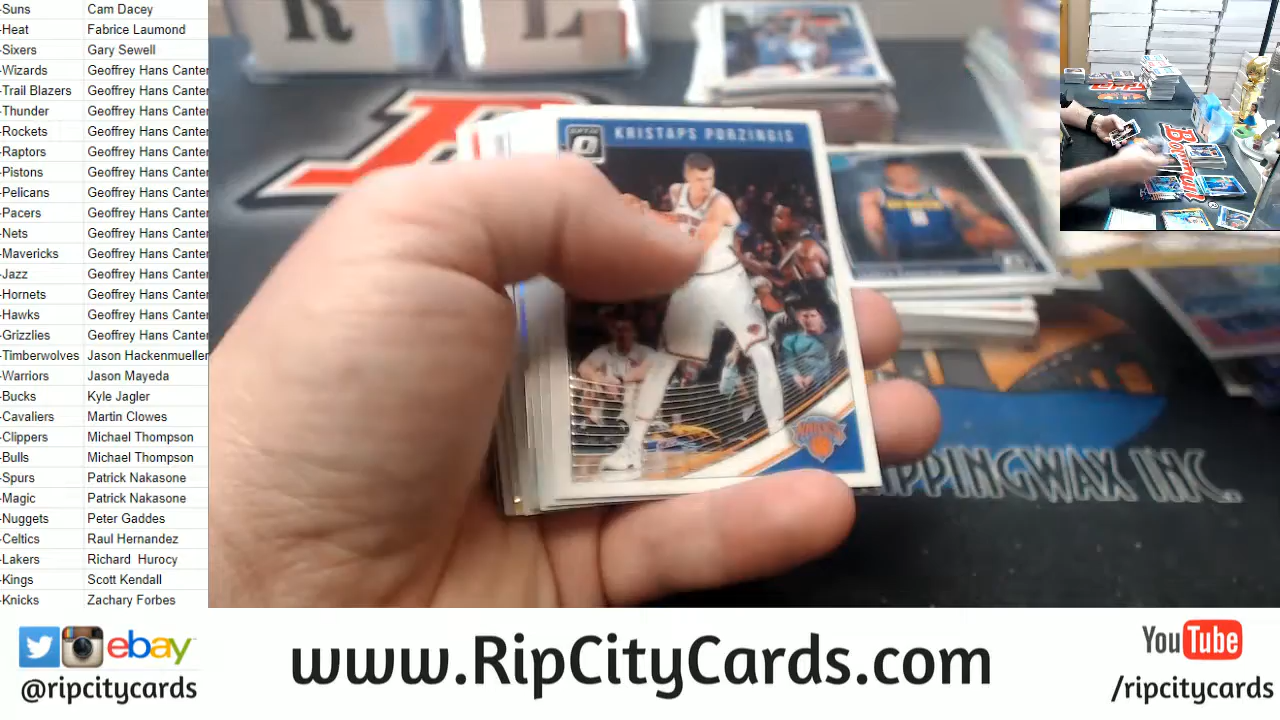 -Suns Cam Dacey
-Heat Fabrice Laumond
-Sixers Gary Sewell
-Wizards Geoffrey Hans Canter
-Trail Blazers Geoffrey Hans Canter
-Thunder Geoffrey Hans Canter
-Rockets Geoffrey Hans Canter
-Raptors Geoffrey Hans Canter
-Pistons Geoffrey Hans Canter
-Pelicans Geoffrey Hans Canter
-Pacers Geoffrey Hans Canter
-Nets Geoffrey Hans Canter
-Mavericks Geoffrey Hans Canter
-Jazz Geoffrey Hans Canter
-Hornets Geoffrey Hans Canter
-Hawks Geoffrey Hans Canter
-Grizzlies Geoffrey Hans Canter
-Timberwolves Jason Hackenmueller
-Warriors Jason Mayeda
-Bucks Kyle Jagler
-Cavaliers Martin Clowes
-Clippers Michael Thompson
-Bulls Michael Thompson
-Spurs Patrick Nakasone
-Magic Patrick Nakasone
-Nuggets Peter Gaddes
-Celtics Raul Hernandez
-Lakers Richard Hurocy
-Kings Scott Kendall
-Knicks Zachary Forbes
R L
KRISTAPS PORZINGIS
KNICKS
IPPINGWAX INC.
ebay
@ripcitycards
www.RipCityCards.com
YouTube
/ripcitycards